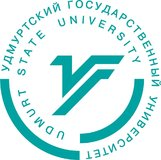 УДМУРТСКИЙ ГОСУДАРСТВЕННЫЙ УНИВЕРСИТЕТ
UDMURT STATE UNIVERSITY